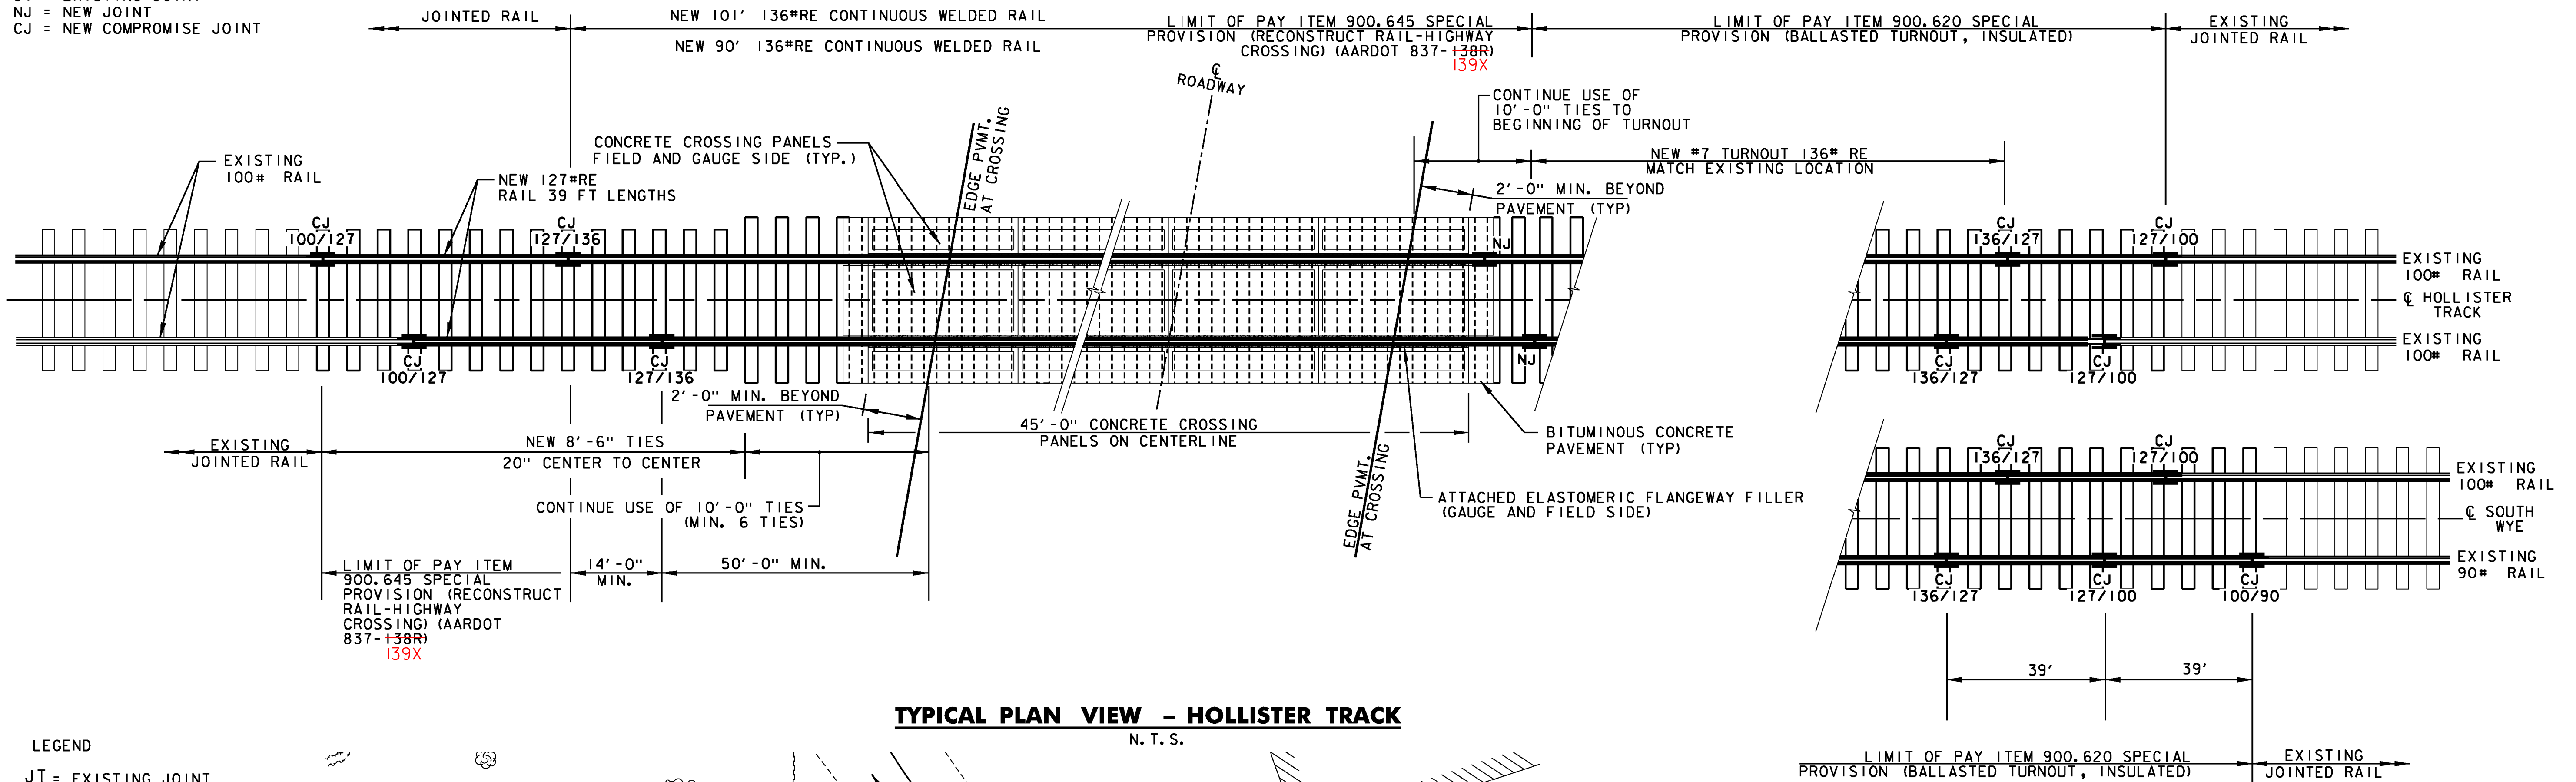 NJ = NEW JOINT
CJ = NEW COMPROMISE JOINT
JOINTED RAIL
NEW 101' 136#RE CONTINUOUS WELDED RAIL
NEW 90' 136#RE CONTINUOUS WELDED RAIL
LIMIT OF PAY ITEM 900.645 SPECIAL
PROVISION (RECONSTRUCT RAIL-HIGHWAY
CROSSING) (AARDOT 837-138R)
139X
LIMIT OF PAY ITEM 900.620 SPECIAL
PROVISION (BALLASTED TURNOUT, INSULATED)
EXISTING
JOINTED RAIL
℄
ROADWAY
EDGE PVMT.
AT CROSSING
CONTINUE USE OF
10'-0" TIES TO
BEGINNING OF TURNOUT
CONCRETE CROSSING PANELS
FIELD AND GAUGE SIDE (TYP.)
EXISTING
100# RAIL
NEW 127#RE
RAIL 39 FT LENGTHS
NEW #7 TURNOUT 136# RE
MATCH EXISTING LOCATION
2'-0" MIN. BEYOND
PAVEMENT (TYP)
CJ
100/127
CJ
127/136
NJ
CJ
136/127
CJ
127/100
EXISTING
100# RAIL
℄ HOLLISTER
TRACK
EXISTING
100# RAIL
CJ
100/127
CJ
127/136
NJ
CJ
136/127
CJ
127/100
2'-0" MIN. BEYOND
PAVEMENT (TYP)
45'-0" CONCRETE CROSSING
PANELS ON CENTERLINE
BITUMINOUS CONCRETE
PAVEMENT (TYP)
EXISTING
JOINTED RAIL
NEW 8'-6" TIES
20" CENTER TO CENTER
CONTINUE USE OF 10'-0" TIES
(MIN. 6 TIES)
EDGE PVMT.
AT CROSSING
ATTACHED ELASTOMERIC FLANGEWAY FILLER
(GAUGE AND FIELD SIDE)
CJ
136/127
CJ
127/100
EXISTING
100# RAIL
℄ SOUTH
WYE
EXISTING
90# RAIL
CJ
136/127
CJ
127/100
CJ
100/90
LIMIT OF PAY ITEM
900.645 SPECIAL
PROVISION (RECONSTRUCT
RAIL-HIGHWAY
CROSSING) (AARDOT
837-138R)
139X
14'-0"
MIN.
50'-0" MIN.
39'
39'
TYPICAL PLAN VIEW – HOLLISTER TRACK
N.T.S.
LEGEND
JT = EXISTING JOINT
LIMIT OF PAY ITEM 900.620 SPECIAL
PROVISION (BALLASTED TURNOUT, INSULATED)
EXISTING
JOINTED RAIL